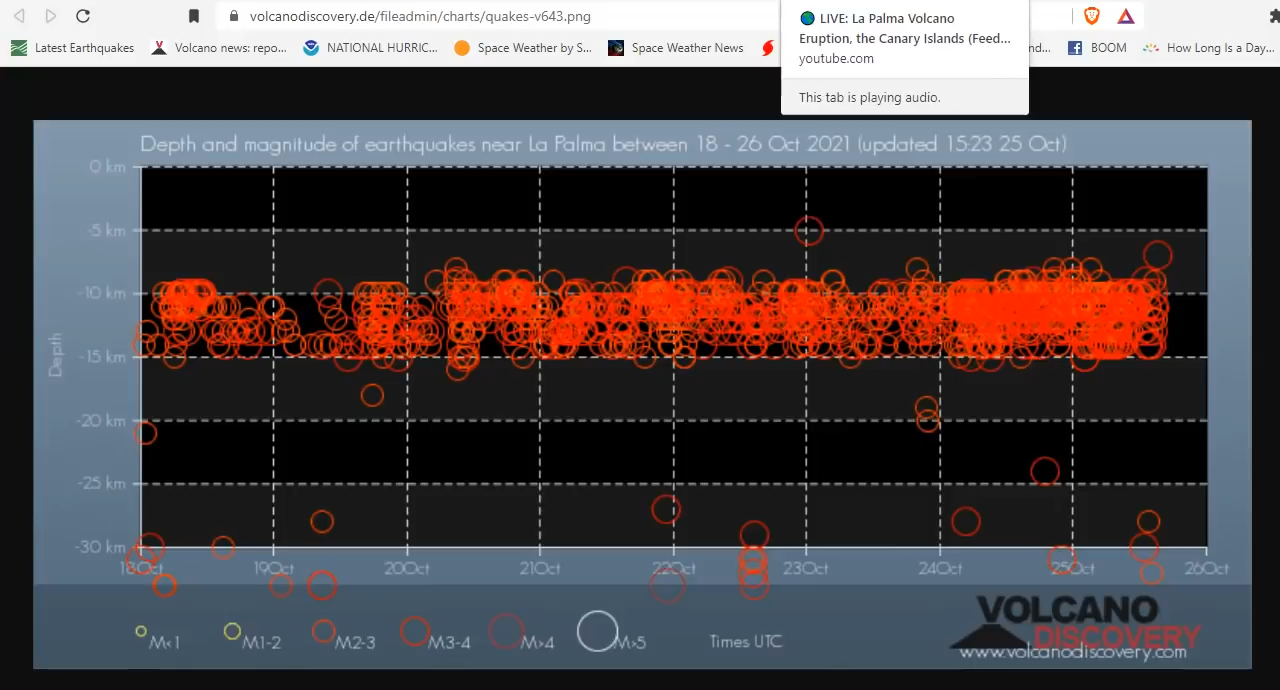 volcanodiscovery.de/fileadmin/charts/quakes-v643.png
LIVE: La Palma Volcano
Eruption, the Canary Islands (Feed...
youtube.com
This tab is playing audio.
Latest Earthquakes
Volcano news: repo...
NATIONAL HURRIC...
Space Weather by S...
Space Weather News
nd...
BOOM
How Long Is a Day...
Depth and magnitude of earthquakes near La Palma between 18 - 26 Oct 2021 (updated 15:23 25 Oct)
0 km
-5 km
-10 km
-15 km
-20 km
-25 km
-30 km
Depth
18Oct 19Oct 20Oct 21Oct 22Oct 23Oct 24Oct 25Oct 26Oct
M<1 M1-2 M2-3 M3-4 M>4 M>5 Times UTC
VOLCANO
DISCOVERY
www.volcanodiscovery.com